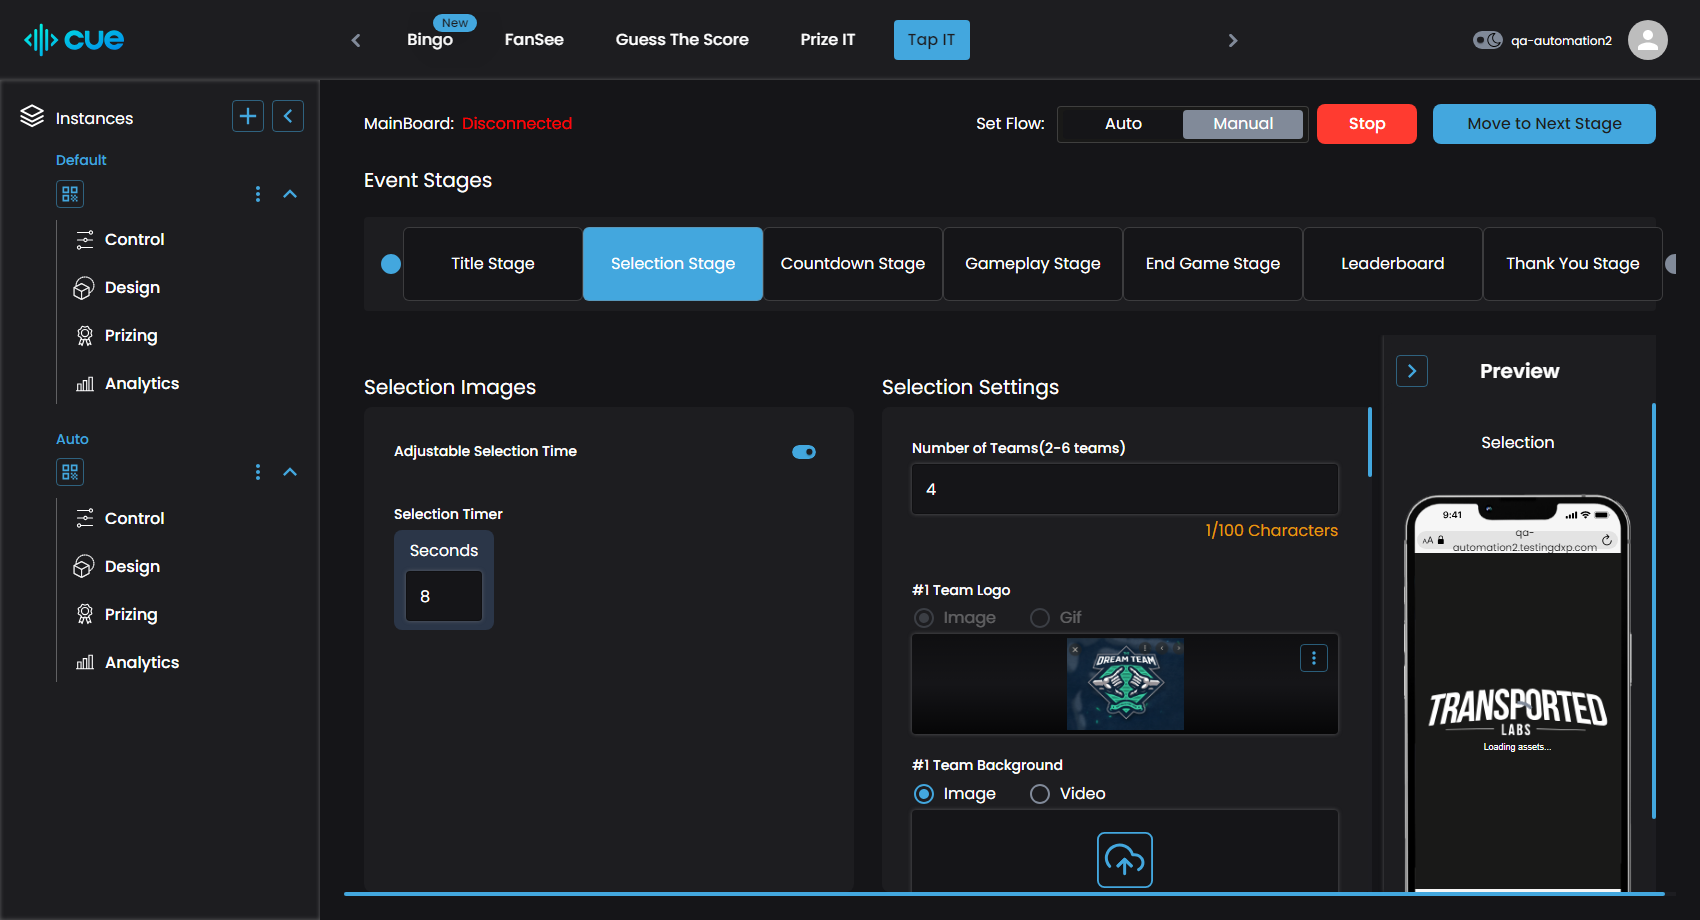 cue
New
Bingo
FanSee
Guess The Score
Prize IT
Tap IT
qa-automation2
Instances
Default
Control
Design
Prizing
Analytics
Auto
Control
Design
Prizing
Analytics
MainBoard: Disconnected
Set Flow:
Auto
Manual
Stop
Move to Next Stage
Event Stages
Title Stage
Selection Stage
Countdown Stage
Gameplay Stage
End Game Stage
Leaderboard
Thank You Stage
Selection Images
Adjustable Selection Time
Selection Timer
Seconds
8
Selection Settings
Number of Teams(2-6 teams)
4
1/100 Characters
#1 Team Logo
Image
Gif
DREAM TEAM
#1 Team Background
Image
Video
Preview
Selection
9:41
AA
qa-
automation2.testingdxp.com
TRANSPORTED
LABS
Loading assets...